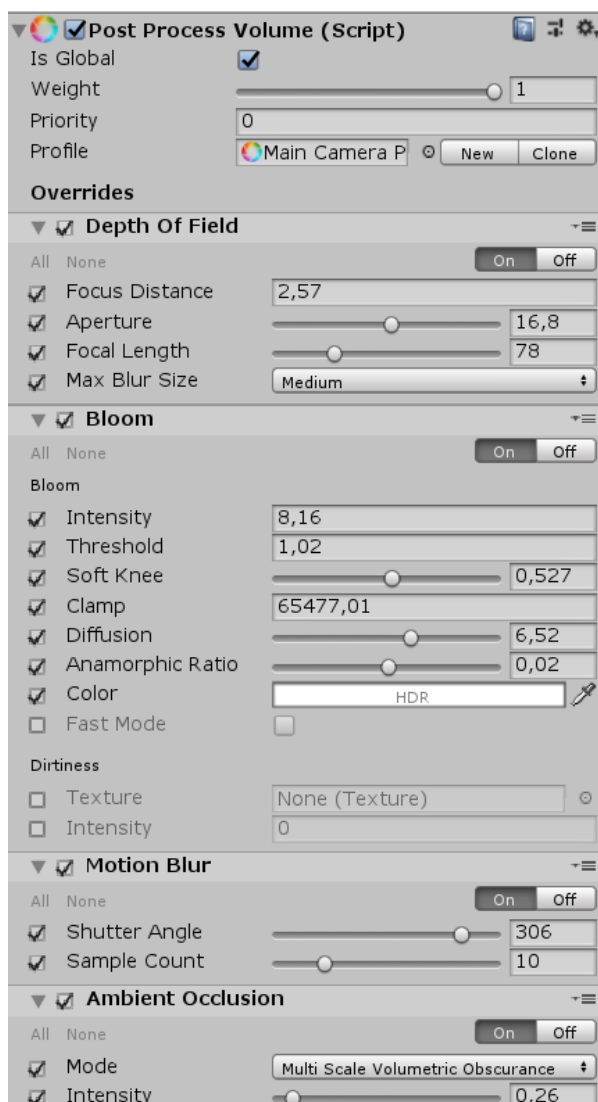 Post Process Volume (Script)
Is Global
Weight 1
Priority 0
Profile Main Camera P New Clone
Overrides
Depth Of Field
All None On Off
Focus Distance 2,57
Aperture 16,8
Focal Length 78
Max Blur Size Medium
Bloom
All None On Off
Bloom
Intensity 8,16
Threshold 1,02
Soft Knee 0,527
Clamp 65477,01
Diffusion 6,52
Anamorphic Ratio 0,02
Color HDR
Fast Mode
Dirtiness
Texture None (Texture)
Intensity 0
Motion Blur
All None On Off
Shutter Angle 306
Sample Count 10
Ambient Occlusion
All None On Off
Mode Multi Scale Volumetric Obscurance
Intensity 0,26